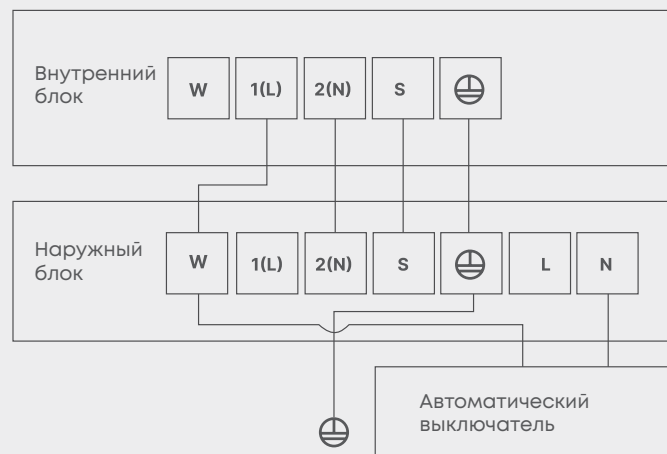 Внутренний
блок
W 1(L) 2(N) S
Наружный
блок
W 1(L) 2(N) S L N
Автоматический
выключатель